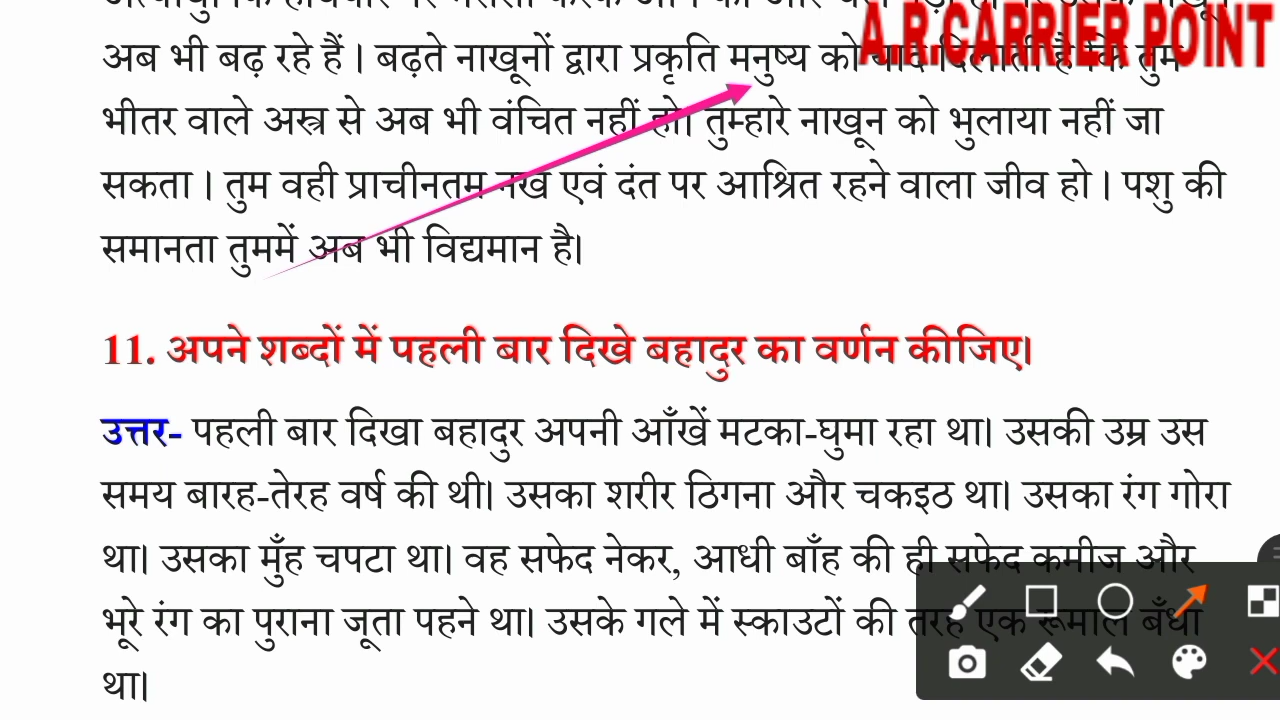 A.R.CARRIER POINT
अब भी बढ़ रहे हैं। बढ़ते नाखूनों द्वारा प्रकृति मनुष्य को याद दिलाती है कि तुम
भीतर वाले अस्त्र से अब भी वंचित नहीं हो। तुम्हारे नाखून को भुलाया नहीं जा
सकता। तुम वही प्राचीनतम नख एवं दंत पर आश्रित रहने वाला जीव हो। पशु की
समानता तुममें अब भी विद्यमान है।
11. अपने शब्दों में पहली बार दिखे बहादुर का वर्णन कीजिए।
उत्तर- पहली बार दिखा बहादुर अपनी आँखें मटका-घुमा रहा था। उसकी उम्र उस
समय बारह-तेरह वर्ष की थी। उसका शरीर ठिगना और चकइठ था। उसका रंग गोरा
था। उसका मुँह चपटा था। वह सफेद नेकर, आधी बाँह की ही सफेद कमीज और
भूरे रंग का पुराना जूता पहने था। उसके गले में स्काउटों की तरह एक रूमाल बँधा
था।